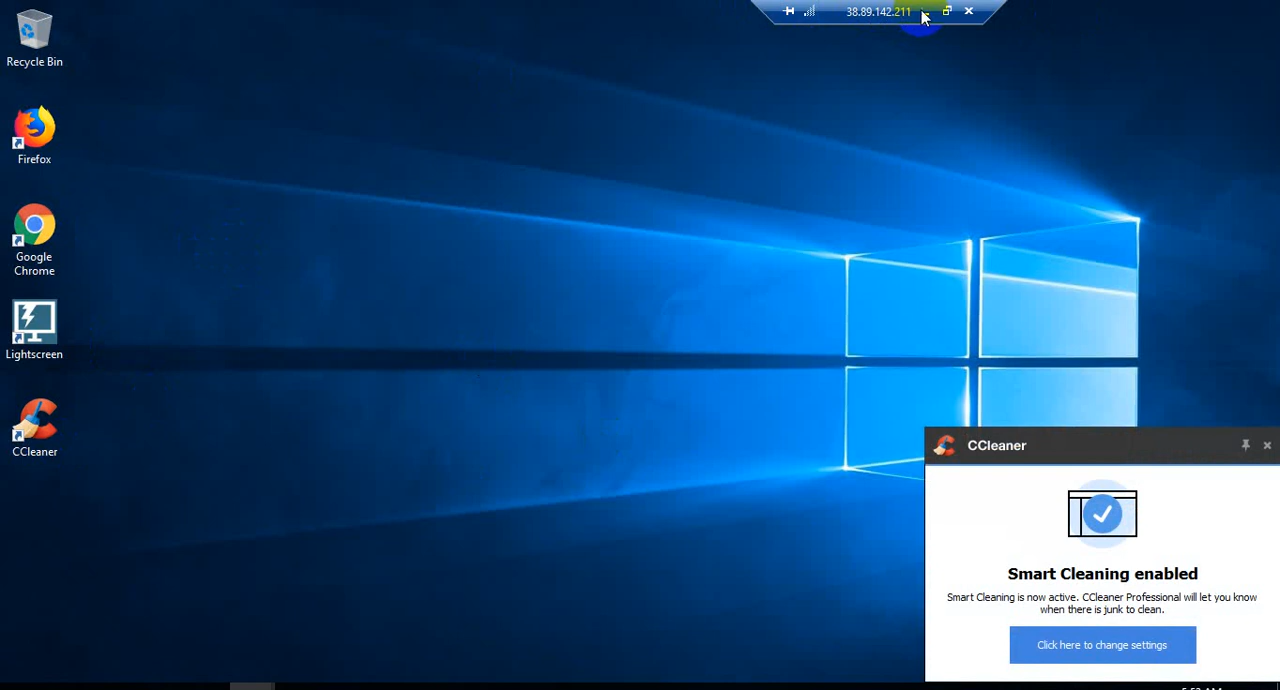 38.89.142.211
Recycle Bin
Firefox
Google
Chrome
Lightscreen
CCleaner
CCleaner
Smart Cleaning enabled
Smart Cleaning is now active. CCleaner Professional will let you know
when there is junk to clean.
Click here to change settings